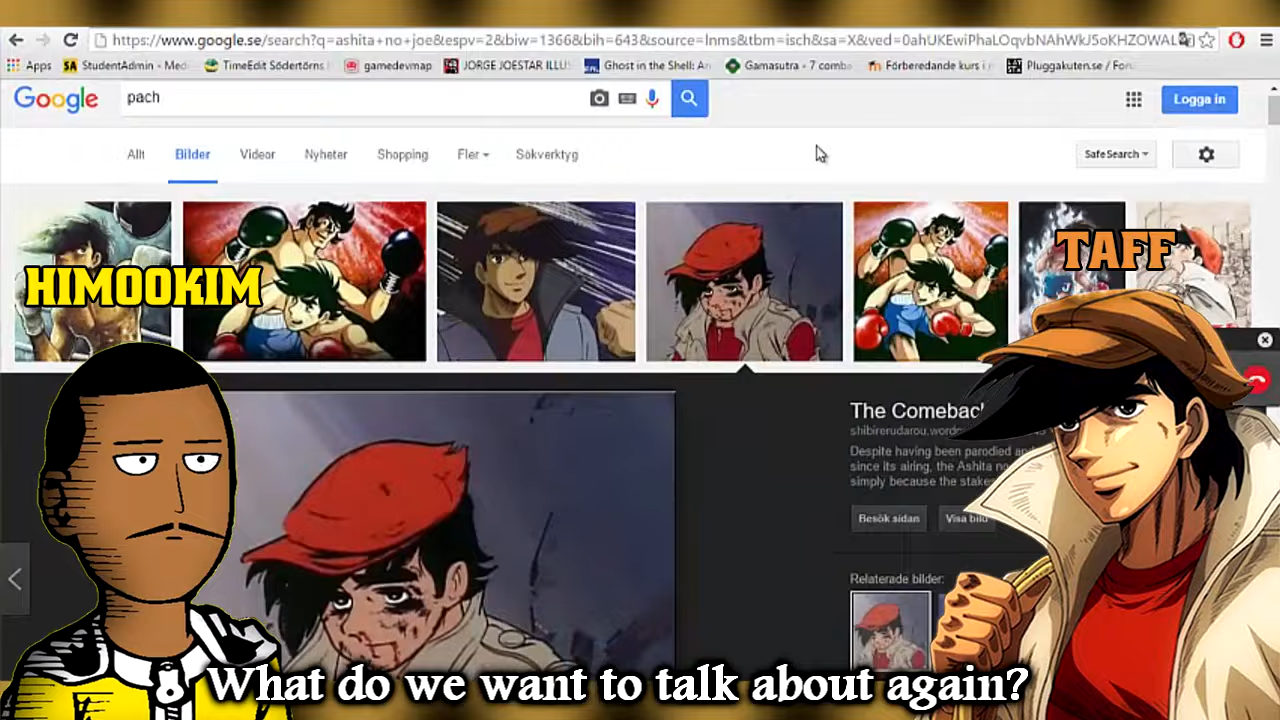 https://www.google.se/search?q=ashita+no+joe&espv=2&biw=1366&bih=643&source=lnms&tbm=isch&sa=X&ved=0ahUKEwiPhaLOqvbNAhWkJ5oKHZOWAL
Apps StudentAdmin - Med TimeEdit Södertörns gamedevmap JORGE JOESTAR ILLUS Ghost in the Shell: Ar Gamasutra - 7 comba Förberedande kurs i Pluggakuten.se / For
Google pach Logga in
Allt Bilder Videor Nyheter Shopping Fler Sökverktyg SafeSearch
HIMOOKIM
TAFF
The Comeback
shibirerudarou.wordp
Despite having been parodied an
since its airing, the Ashita no
simply because the stake
Besök sidan Visa bild
Relaterade bilder:
What do we want to talk about again?